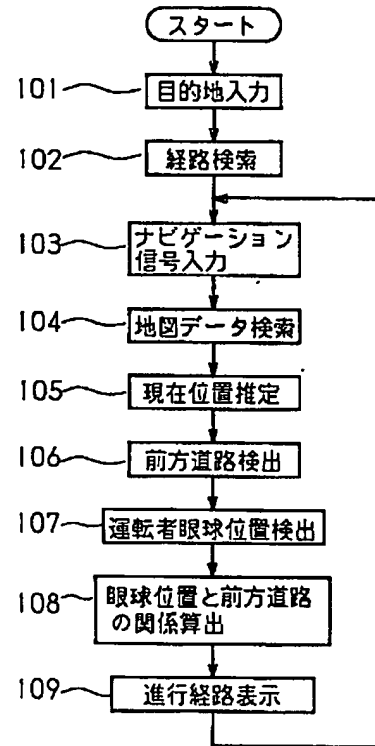 スタート
101 目的地入力
102 経路検索
103 ナビゲーション
信号入力
104 地図データ検索
105 現在位置推定
106 前方道路検出
107 運転者眼球位置検出
108 眼球位置と前方道路
の関係算出
109 進行経路表示